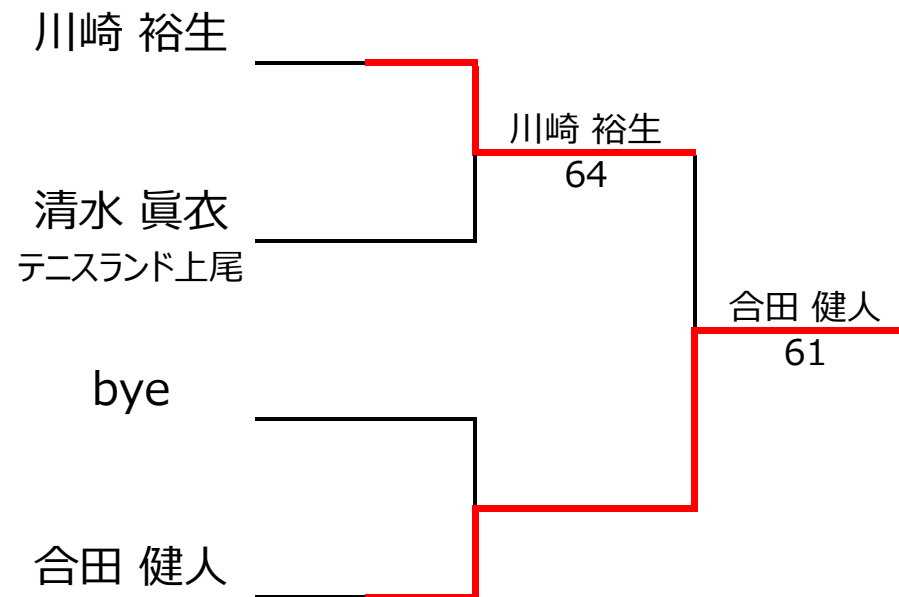 川崎 裕生
川崎 裕生
64
清水 眞衣
テニスランド上尾
合田 健人
61
bye
合田 健人